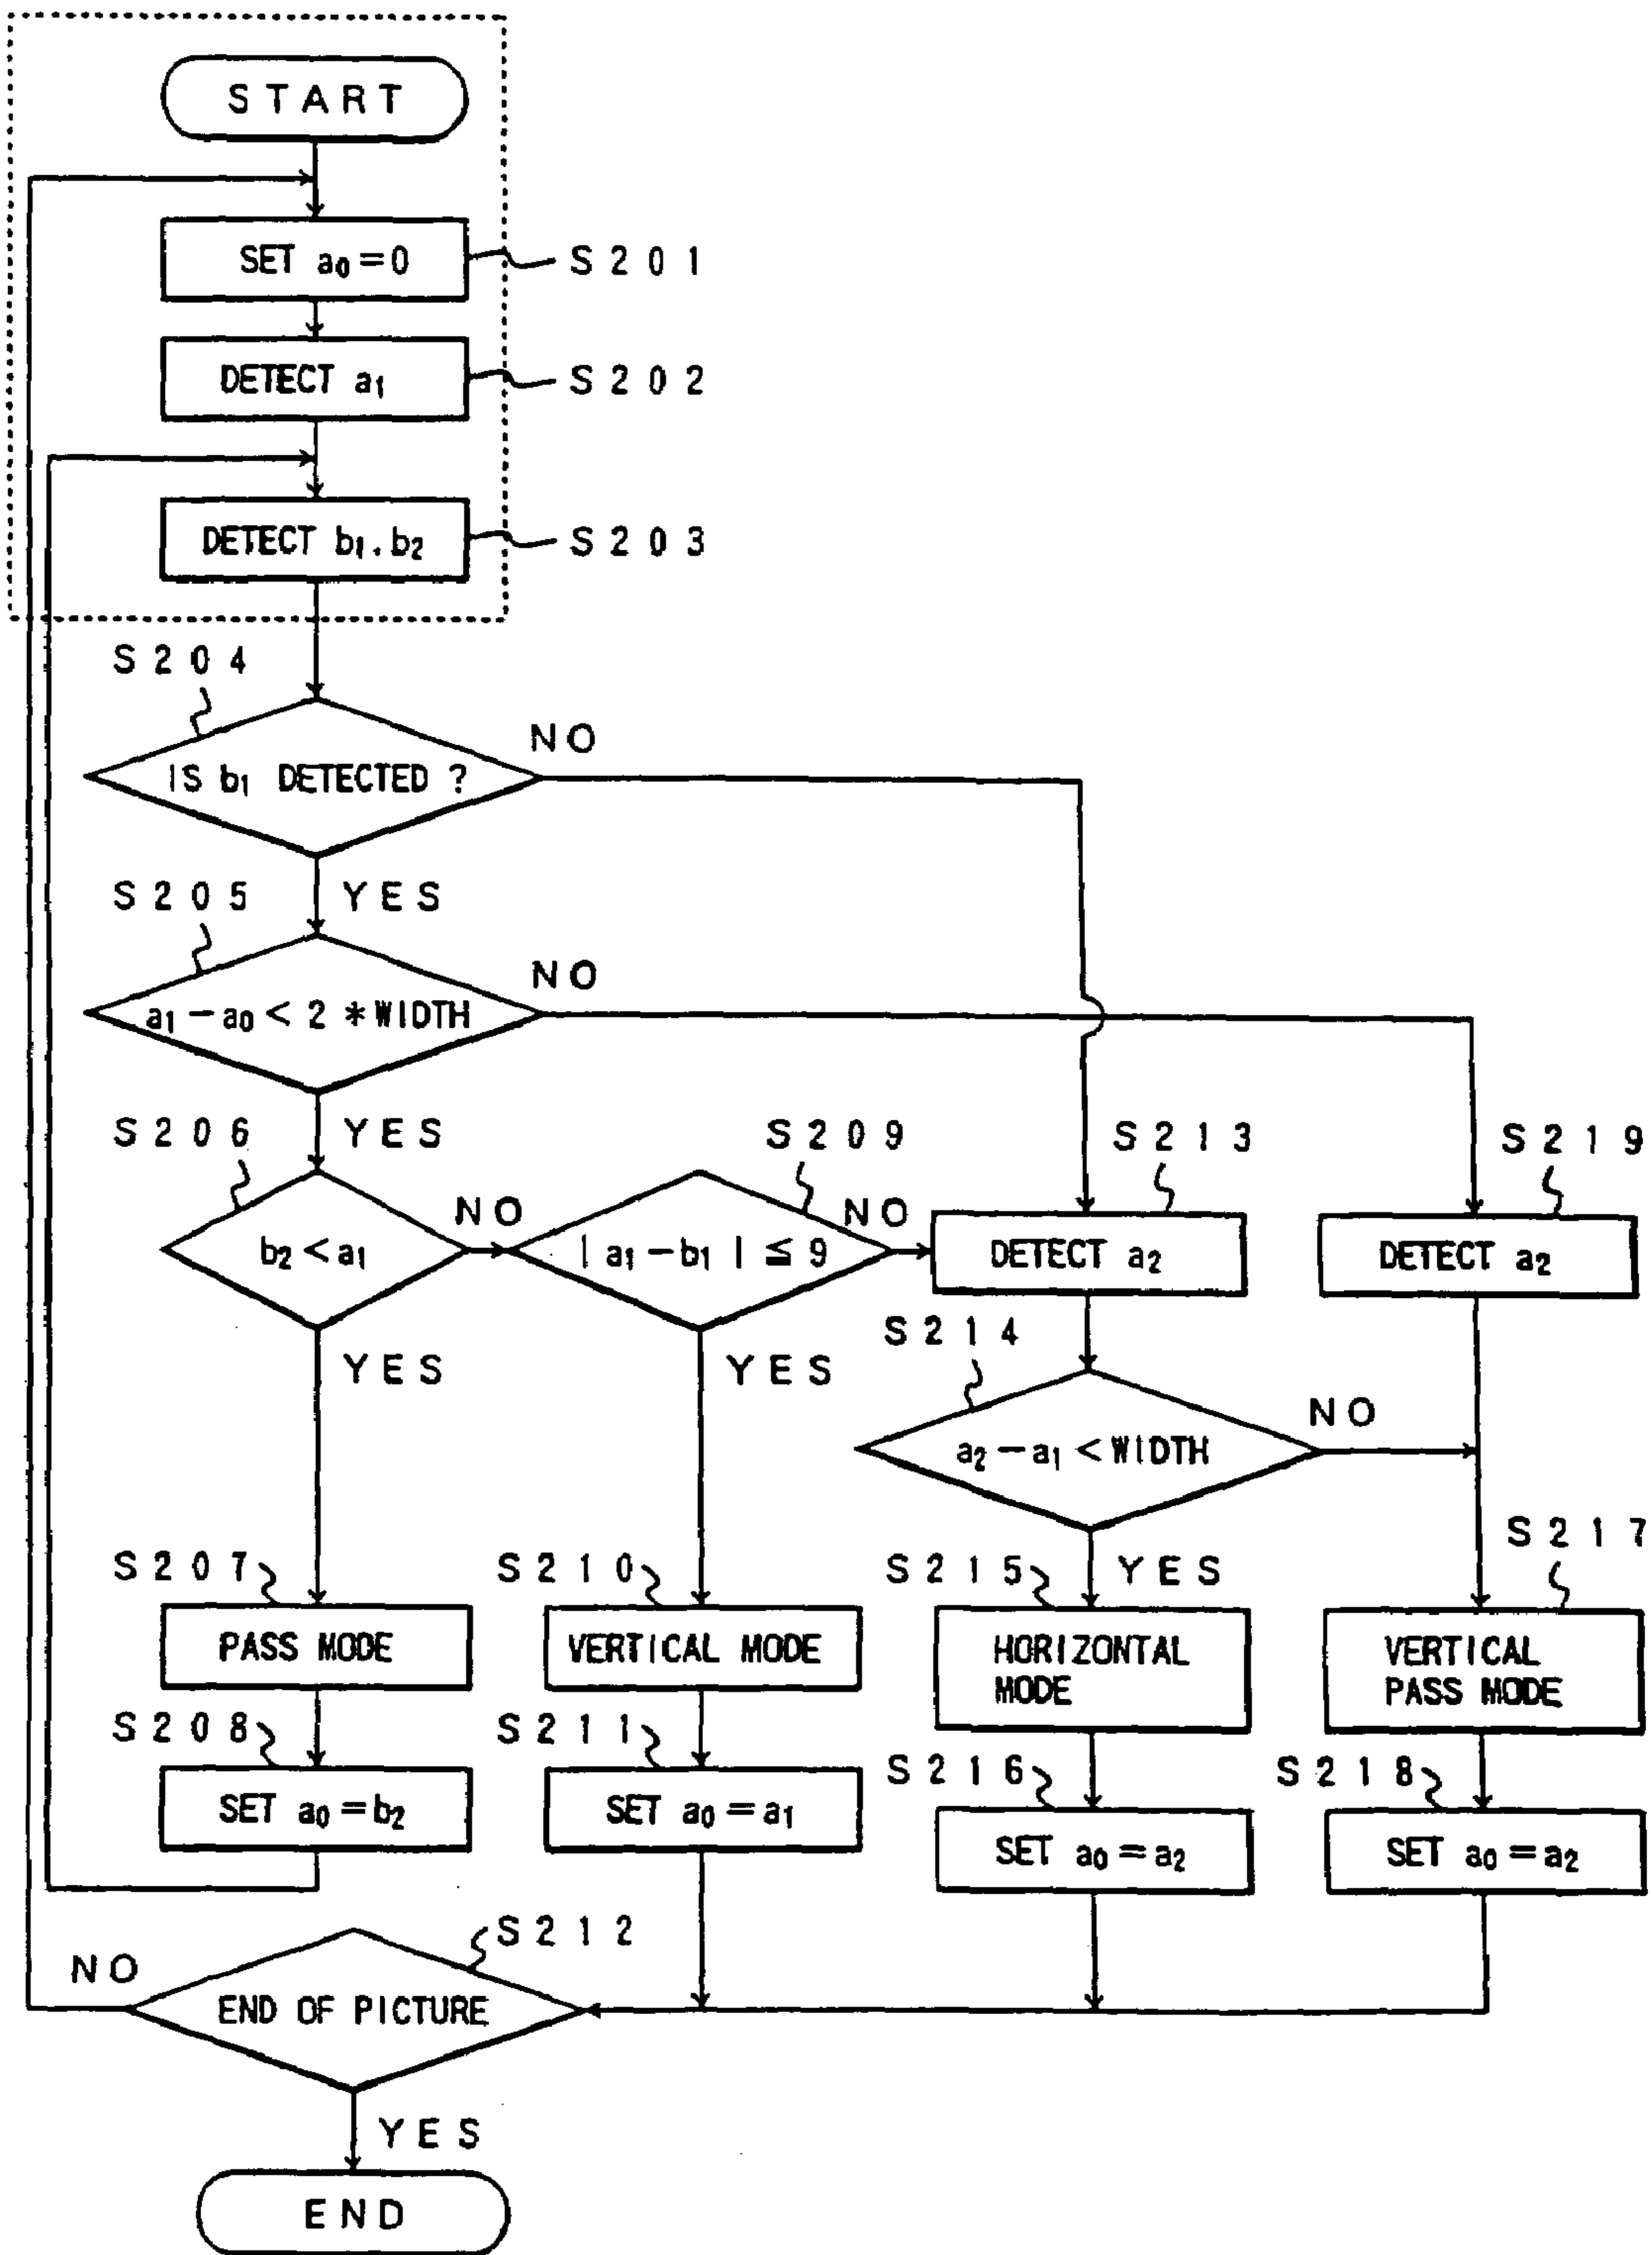 START
SET a₀=0
S201
DETECT a₁
S202
DETECT b₁. b₂
S203
S204
IS b₁ DETECTED ?
NO
YES
S205
a₁−a₀<2*WIDTH
NO
YES
S206
b₂<a₁
NO
YES
S209
|a₁−b₁|≦9
NO
YES
S213
DETECT a₂
S219
DETECT a₂
S214
a₂−a₁<WIDTH
NO
YES
S207
PASS MODE
S210
VERTICAL MODE
S215
HORIZONTAL
MODE
S217
VERTICAL
PASS MODE
S208
SET a₀=b₂
S211
SET a₀=a₁
S216
SET a₀=a₂
S218
SET a₀=a₂
S212
END OF PICTURE
NO
YES
END